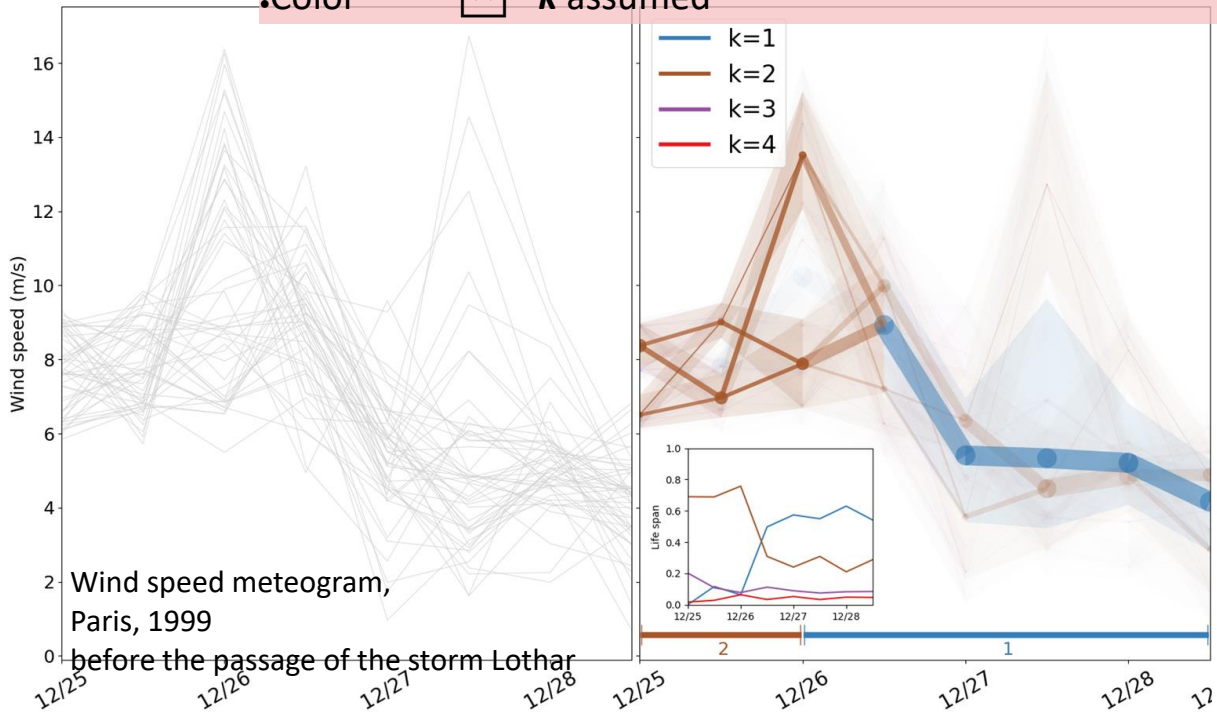 •Color k assumed
Wind speed (m/s)
16
14
12
10
8
6
4
2
0
Wind speed meteogram,
Paris, 1999
before the passage of the storm Lothar
12/25
12/26
12/27
12/28
k=1
k=2
k=3
k=4
Life span
1.0
0.8
0.6
0.4
0.2
0.0
12/25
12/26
12/27
12/28
2
1
12/25
12/26
12/27
12/28